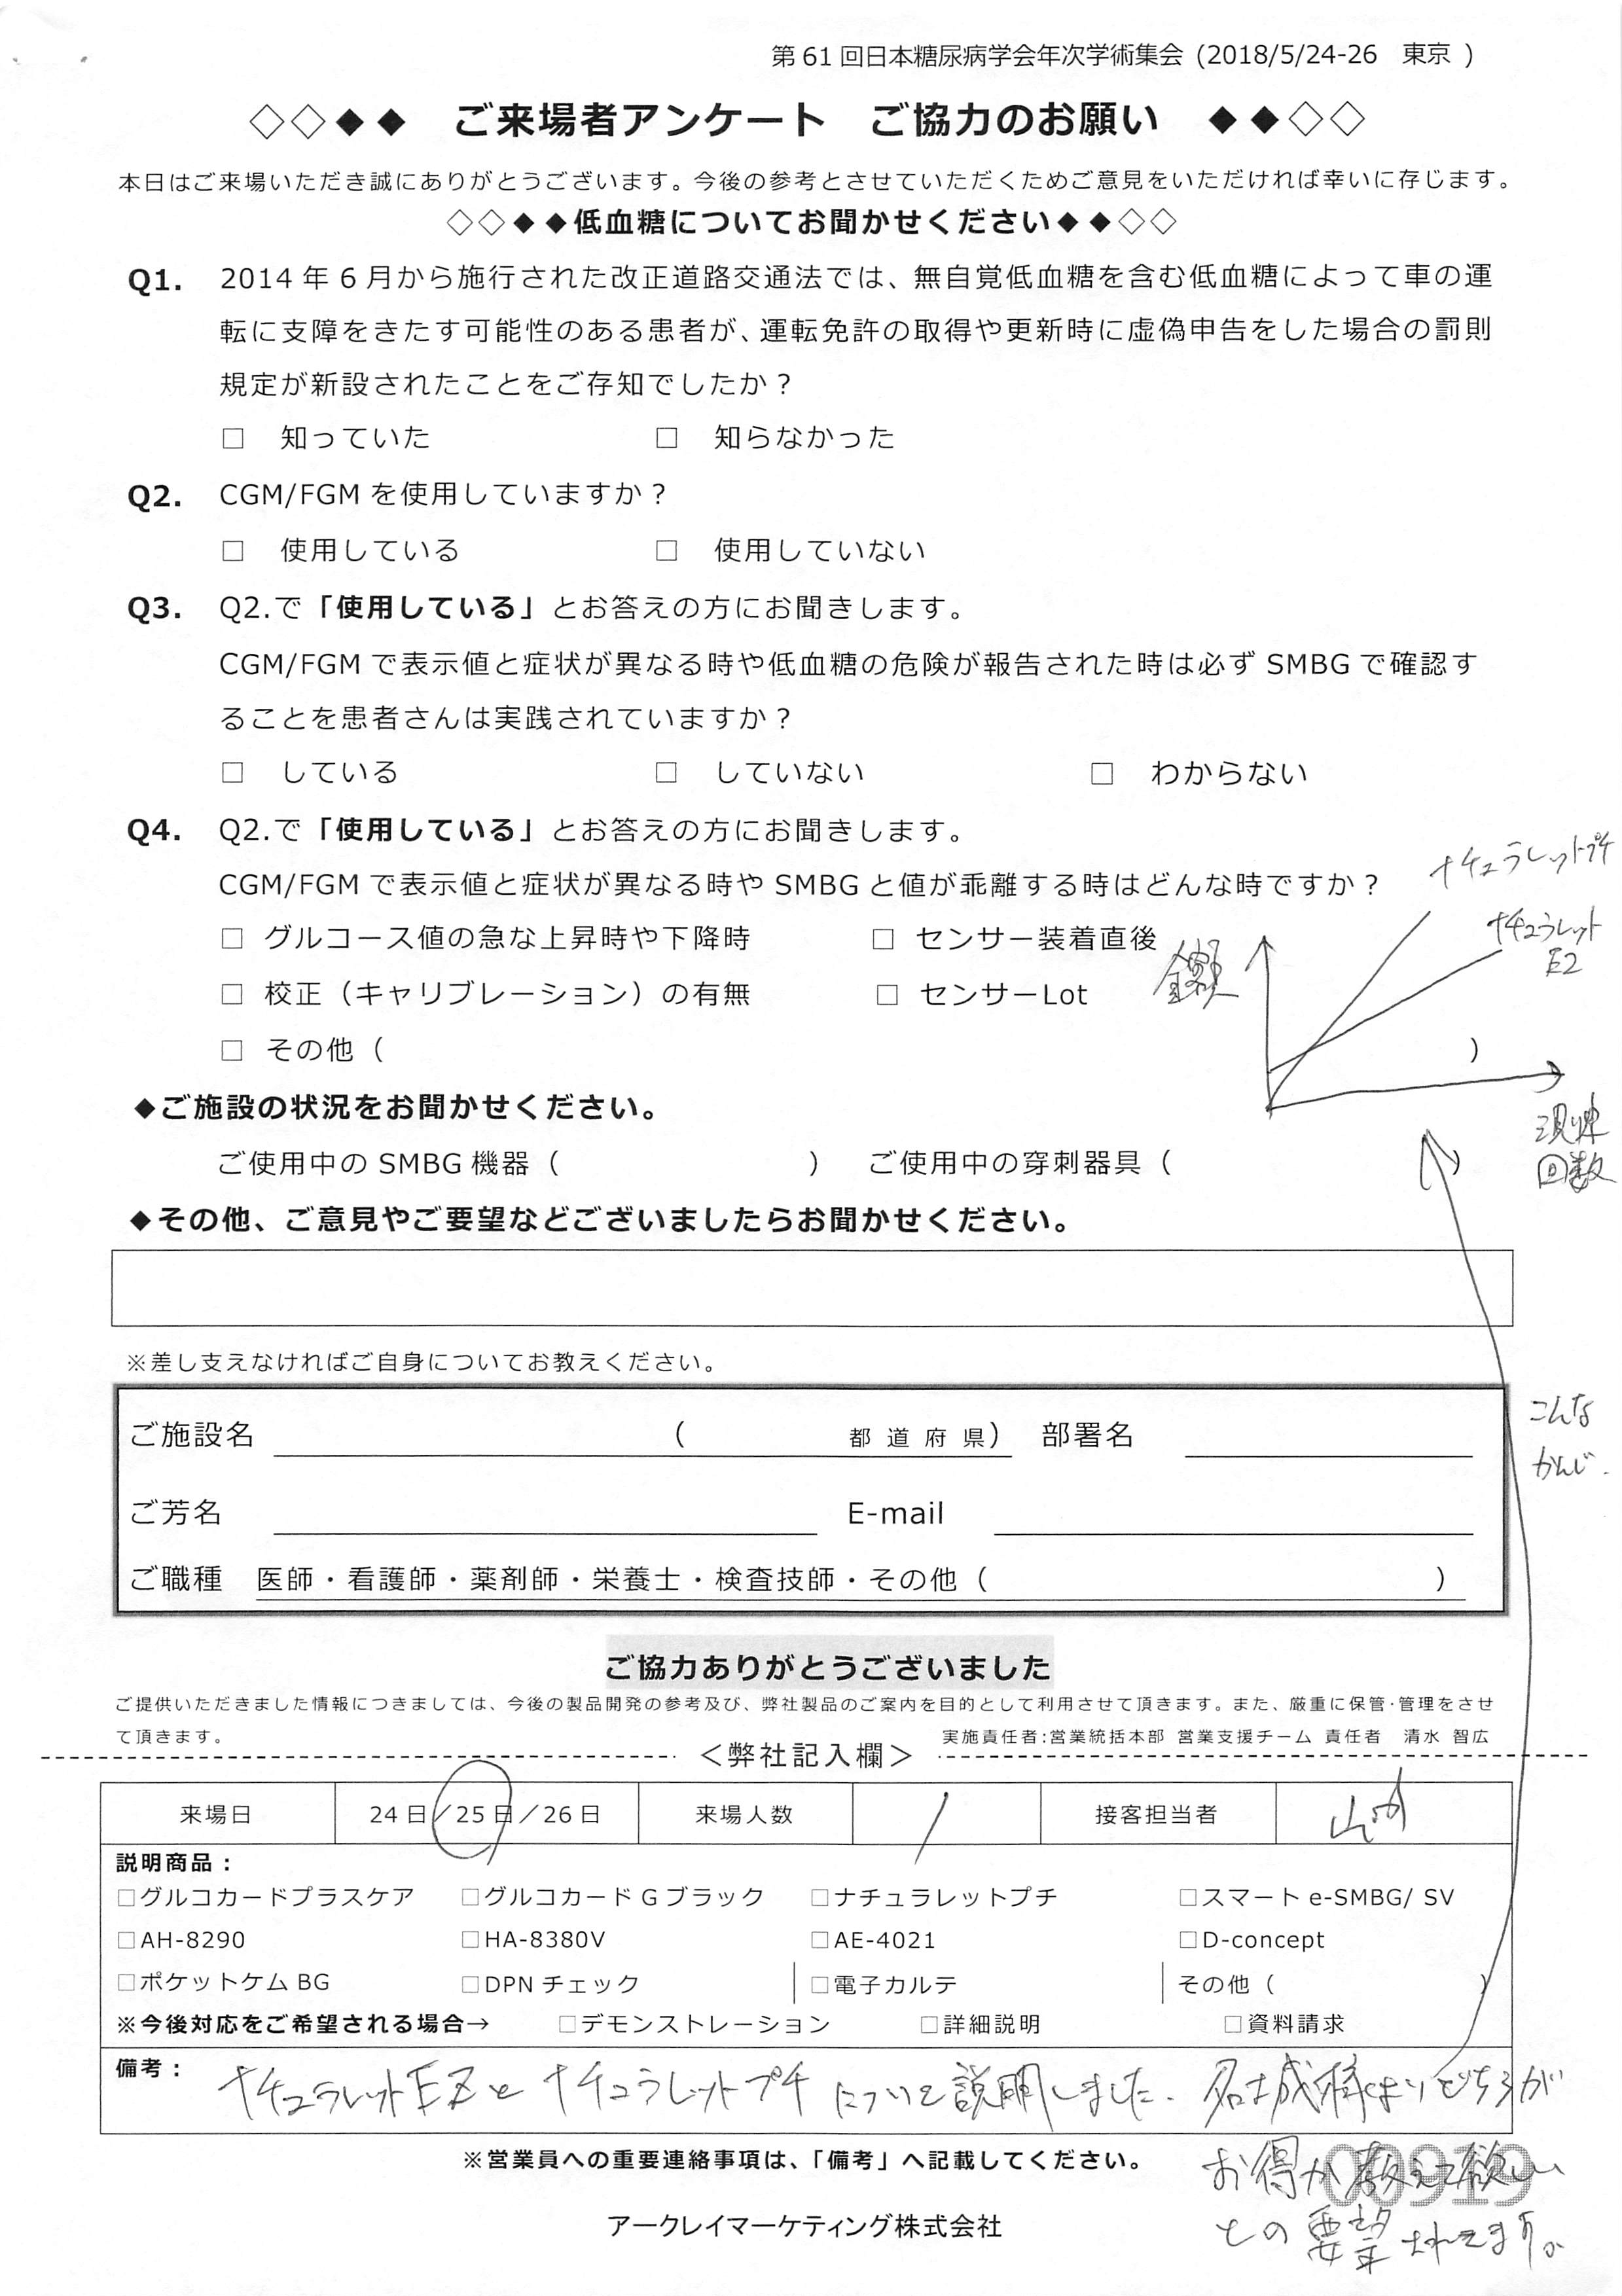 第 61 回日本糖尿病学会年次学術集会 (2018/5/24-26　東京 )
◇◇◆◆　ご来場者アンケート　ご協力のお願い　◆◆◇◇
本日はご来場いただき誠にありがとうございます。今後の参考とさせていただくためご意見をいただければ幸いに存じます。
◇◇◆◆低血糖についてお聞かせください◆◆◇◇
Q1. 2014 年 6 月から施行された改正道路交通法では、無自覚低血糖を含む低血糖によって車の運
転に支障をきたす可能性のある患者が、運転免許の取得や更新時に虚偽申告をした場合の罰則
規定が新設されたことをご存知でしたか？
□　知っていた　□　知らなかった
Q2. CGM/FGM を使用していますか？
□　使用している　□　使用していない
Q3. Q2.で「使用している」とお答えの方にお聞きします。
CGM/FGM で表示値と症状が異なる時や低血糖の危険が報告された時は必ず SMBG で確認す
ることを患者さんは実践されていますか？
□　している　□　していない　□　わからない
Q4. Q2.で「使用している」とお答えの方にお聞きします。
CGM/FGM で表示値と症状が異なる時や SMBG と値が乖離する時はどんな時ですか？
ナチュラレットプチ
□ グルコース値の急な上昇時や下降時　□ センサー装着直後
ナチュラレット
E2
金額
□ 校正（キャリブレーション）の有無　□ センサーLot
□ その他（　）
◆ご施設の状況をお聞かせください。
測定
回数
ご使用中の SMBG 機器（　）　ご使用中の穿刺器具（　）
◆その他、ご意見やご要望などございましたらお聞かせください。
※差し支えなければご自身についてお教えください。
こんな
かんじ.
ご施設名　（　都 道 府 県）　部署名
ご芳名　E-mail
ご職種　医師・看護師・薬剤師・栄養士・検査技師・その他（　）
ご協力ありがとうございました
ご提供いただきました情報につきましては、今後の製品開発の参考及び、弊社製品のご案内を目的として利用させて頂きます。また、厳重に保管･管理をさせ
て頂きます。　実施責任者:営業統括本部 営業支援チーム 責任者　清水 智広
＜弊社記入欄＞
来場日　24 日／25 日／26 日　来場人数　1　接客担当者
説明商品：
□グルコカードプラスケア　□グルコカード G ブラック　□ナチュラレットプチ　□スマート e-SMBG/ SV
□AH-8290　□HA-8380V　□AE-4021　□D-concept
□ポケットケム BG　□DPN チェック　□電子カルテ　その他（　）
※今後対応をご希望される場合→　□デモンストレーション　□詳細説明　□資料請求
備考：ナチュラレットEZとナチュラレットプチについて説明しました. 名城様よりどちらが
お得か教えて欲しい
との要望されてます。
※営業員への重要連絡事項は、「備考」へ記載してください。
00919
アークレイマーケティング株式会社